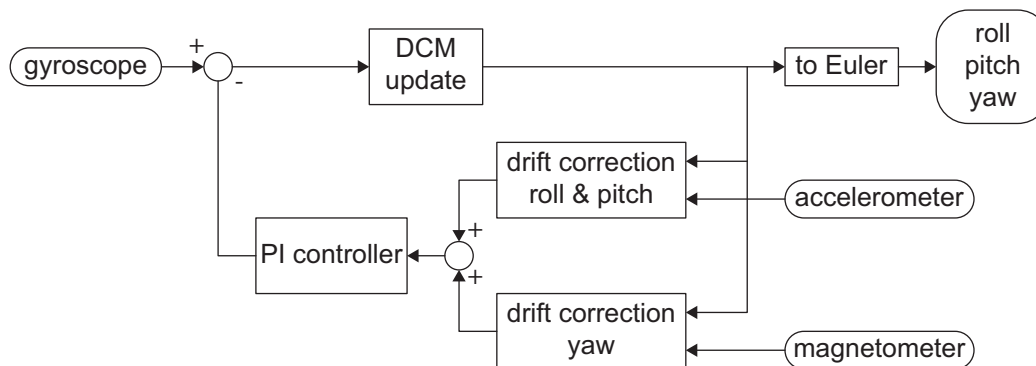 gyroscope
+
-
DCM
update
to Euler
roll
pitch
yaw
drift correction
roll & pitch
accelerometer
PI controller
+
+
drift correction
yaw
magnetometer